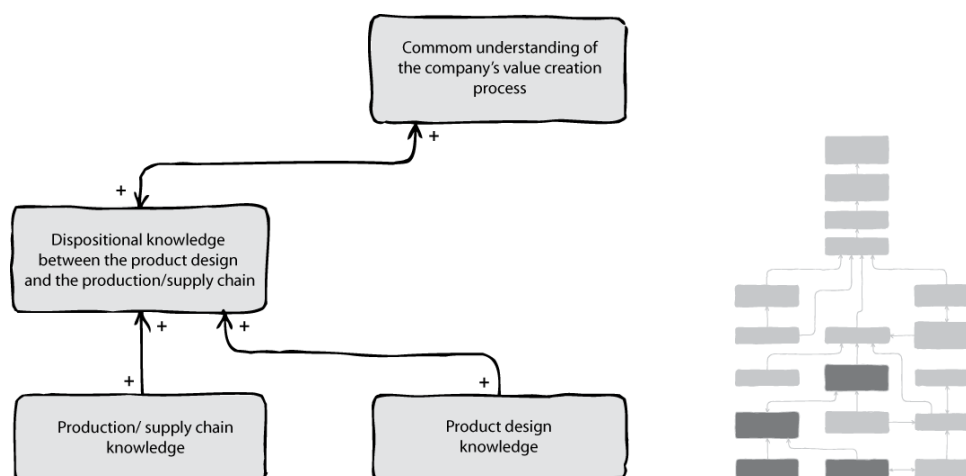 Commom understanding of
the company's value creation
process
+
+
Dispositional knowledge
between the product design
and the production/supply chain
+
+
+
+
Production/ supply chain
knowledge
Product design
knowledge